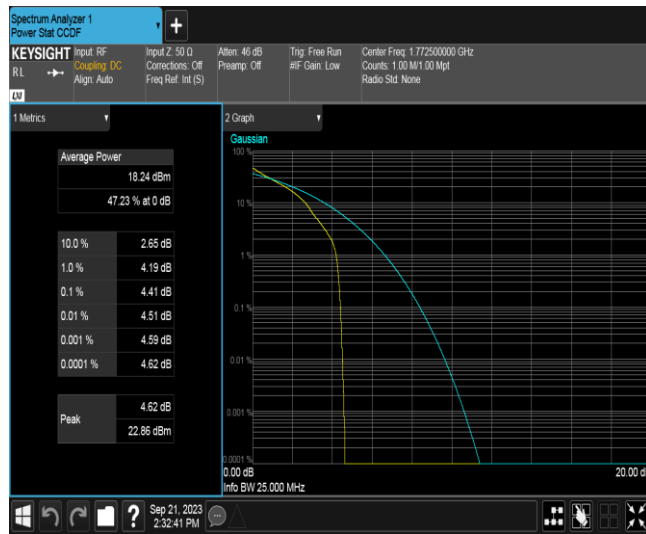 Spectrum Analyzer 1
Power Stat CCDF
+
KEYSIGHT
RL
LXI
Input: RF
Coupling: DC
Align: Auto
Input Z: 50 Ω
Corrections: Off
Freq Ref: Int (S)
Atten: 46 dB
Preamp: Off
Trig: Free Run
#IF Gain: Low
Center Freq: 1.772500000 GHz
Counts: 1.00 M/1.00 Mpt
Radio Std: None
1 Metrics
Average Power
18.24 dBm
47.23 % at 0 dB
10.0 % 2.65 dB
1.0 % 4.19 dB
0.1 % 4.41 dB
0.01 % 4.51 dB
0.001 % 4.59 dB
0.0001 % 4.62 dB
Peak
4.62 dB
22.86 dBm
2 Graph
Gaussian
100 %
10 %
1 %
0.1 %
0.01 %
0.001 %
0.0001 %
0.00 dB
20.00 d
Info BW 25.000 MHz
?
Sep 21, 2023
2:32:41 PM